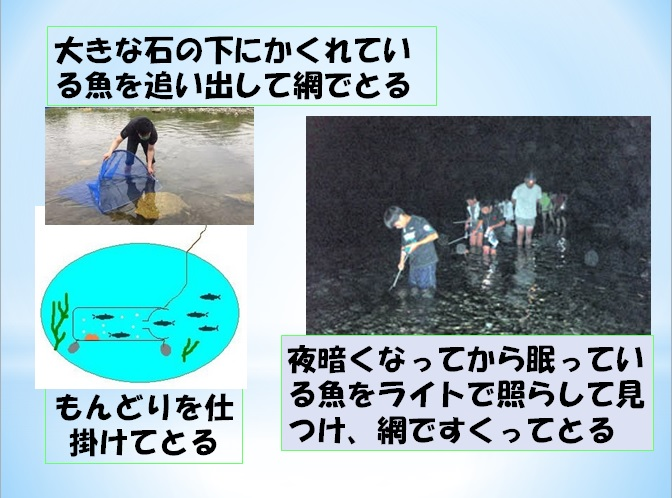 大きな石の下にかくれてい
る魚を追い出して網でとる
もんどりを仕
掛けてとる
夜暗くなってから眠ってい
る魚をライトで照らして見
つけ、網ですくってとる